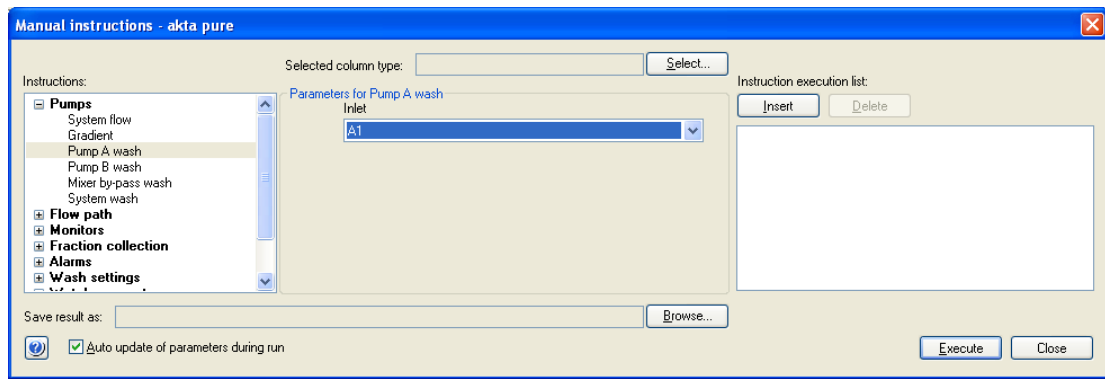 Manual instructions - akta pure
Selected column type:
Select...
Instructions:
Pumps
System flow
Gradient
Pump A wash
Pump B wash
Mixer by-pass wash
System wash
Flow path
Monitors
Fraction collection
Alarms
Wash settings
Parameters for Pump A wash
Inlet
A1
Instruction execution list:
Insert
Delete
Save result as:
Browse...
Auto update of parameters during run
Execute
Close